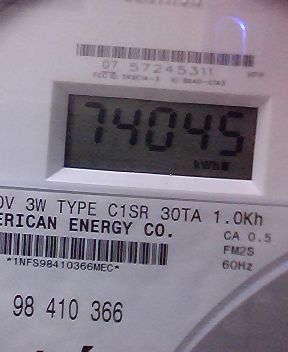 07 57245311
74045
kWh
0V 3W TYPE C1SR 30TA 1.0Kh
ERICAN ENERGY CO.
CA 0.5
*1NFS98410366MEC*
FM2S
60Hz
98 410 366